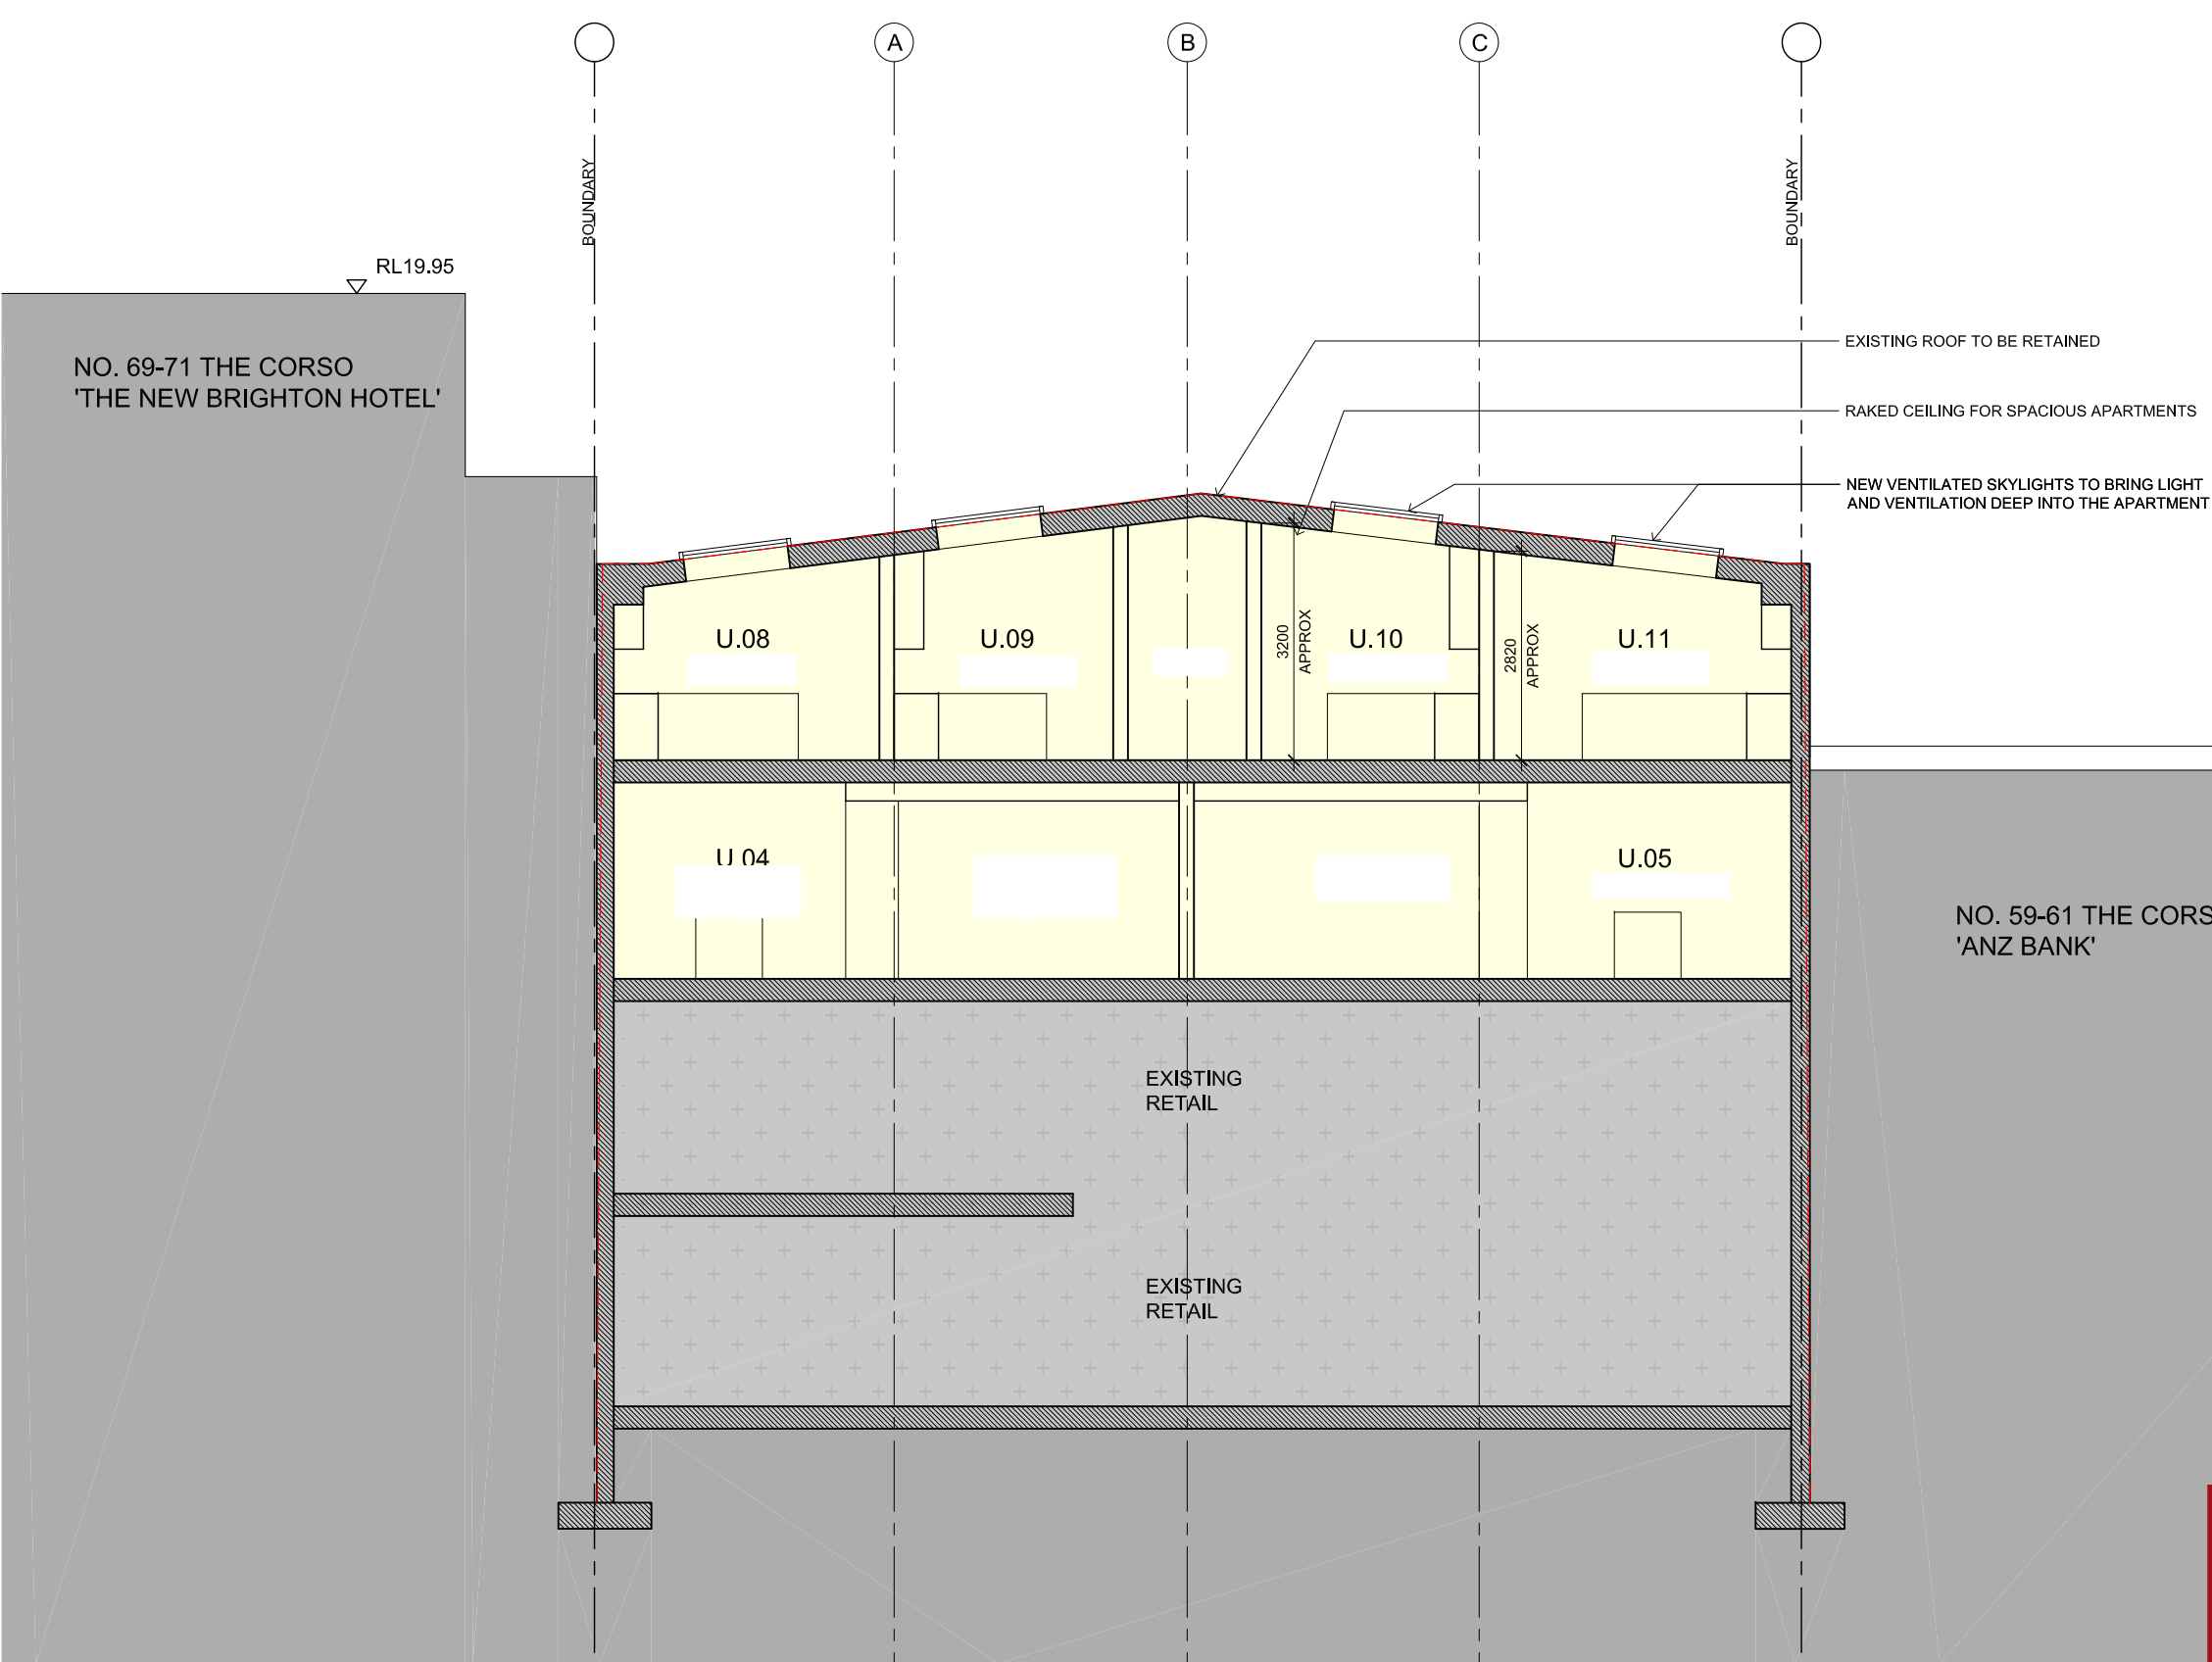 A
B
C
BOUNDARY
BOUNDARY
RL19.95
NO. 69-71 THE CORSO
'THE NEW BRIGHTON HOTEL'
EXISTING ROOF TO BE RETAINED
RAKED CEILING FOR SPACIOUS APARTMENTS
NEW VENTILATED SKYLIGHTS TO BRING LIGHT
AND VENTILATION DEEP INTO THE APARTMENT
U.08
U.09
3200
APPROX
U.10
2820
APPROX
U.11
U.04
U.05
NO. 59-61 THE CORS
'ANZ BANK'
EXISTING
RETAIL
EXISTING
RETAIL